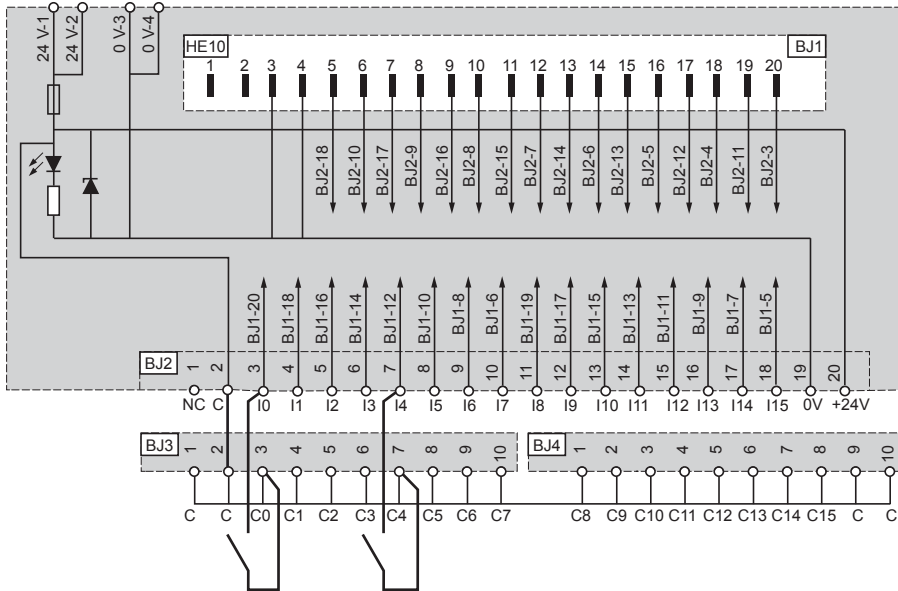 24 V-1 24 V-2 0 V-3 0 V-4
HE10 BJ1
1 2 3 4 5 6 7 8 9 10 11 12 13 14 15 16 17 18 19 20
BJ2-18 BJ2-10 BJ2-17 BJ2-9 BJ2-16 BJ2-8 BJ2-15 BJ2-7 BJ2-14 BJ2-6 BJ2-13 BJ2-5 BJ2-12 BJ2-4 BJ2-11 BJ2-3
BJ1-20 BJ1-18 BJ1-16 BJ1-14 BJ1-12 BJ1-10 BJ1-8 BJ1-6 BJ1-19 BJ1-17 BJ1-15 BJ1-13 BJ1-11 BJ1-9 BJ1-7 BJ1-5
BJ2
1 2 3 4 5 6 7 8 9 10 11 12 13 14 15 16 17 18 19 20
NC C I0 I1 I2 I3 I4 I5 I6 I7 I8 I9 I10 I11 I12 I13 I14 I15 0V +24V
BJ3 1 2 3 4 5 6 7 8 9 10
BJ4 1 2 3 4 5 6 7 8 9 10
C C C0 C1 C2 C3 C4 C5 C6 C7 C8 C9 C10 C11 C12 C13 C14 C15 C C